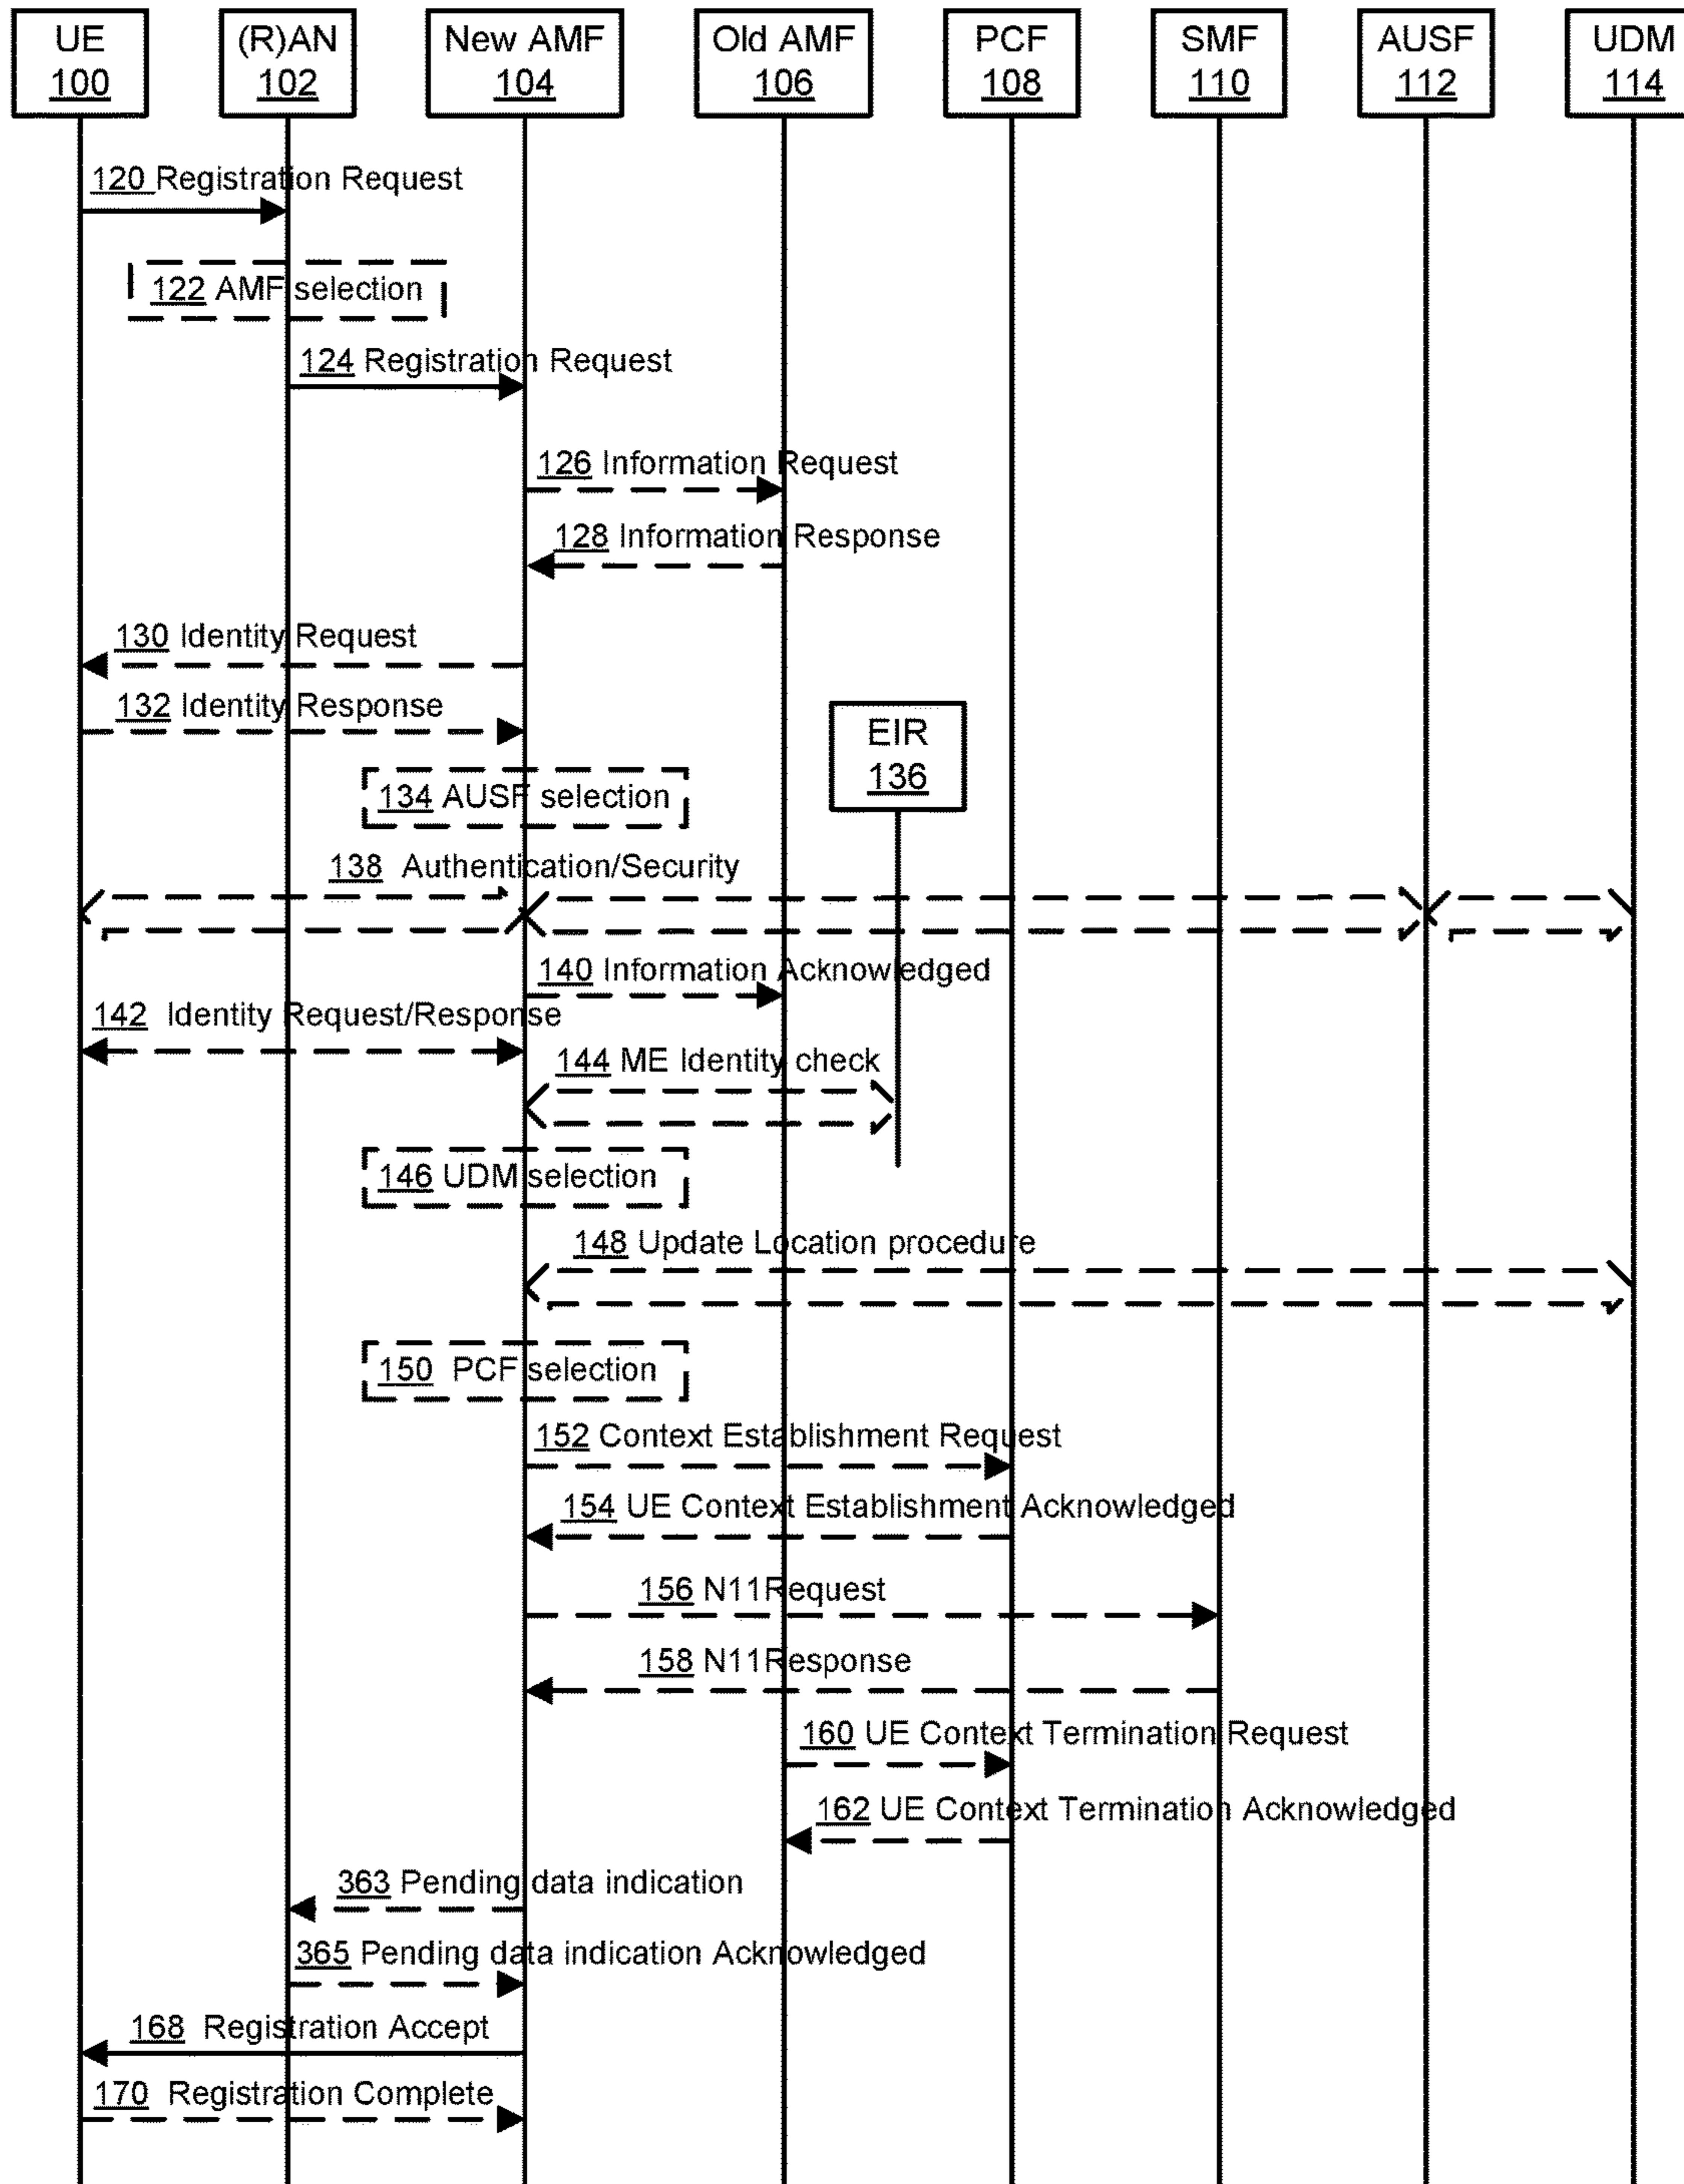 UE
100
(R)AN
102
New AMF
104
Old AMF
106
PCF
108
SMF
110
AUSF
112
UDM
114
120 Registration Request
122 AMF selection
124 Registration Request
126 Information Request
128 Information Response
130 Identity Request
132 Identity Response
EIR
136
134 AUSF selection
138 Authentication/Security
140 Information Acknowledged
142 Identity Request/Response
144 ME Identity check
146 UDM selection
148 Update Location procedure
150 PCF selection
152 Context Establishment Request
154 UE Context Establishment Acknowledged
156 N11Request
158 N11Response
160 UE Context Termination Request
162 UE Context Termination Acknowledged
363 Pending data indication
365 Pending data indication Acknowledged
168 Registration Accept
170 Registration Complete